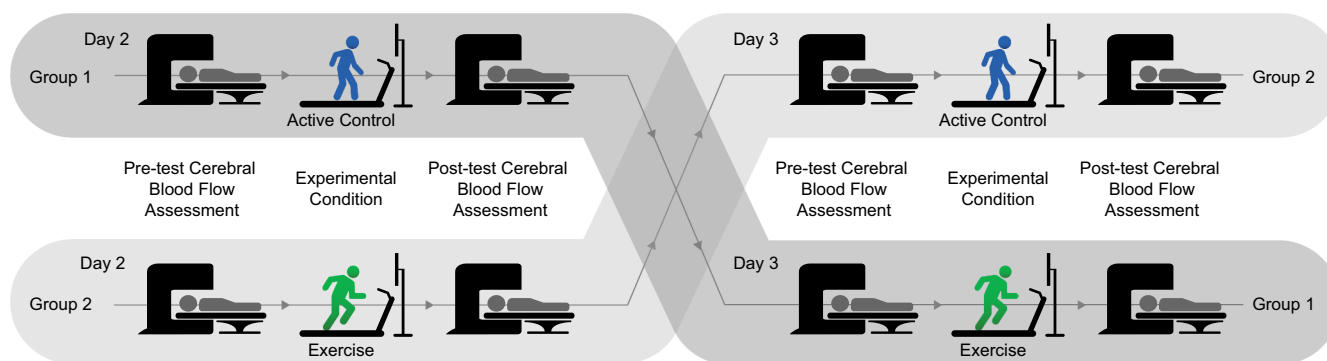 Day 2
Group 1
Active Control
Day 3
Group 2
Active Control
Pre-test Cerebral
Blood Flow
Assessment
Experimental
Condition
Post-test Cerebral
Blood Flow
Assessment
Pre-test Cerebral
Blood Flow
Assessment
Experimental
Condition
Post-test Cerebral
Blood Flow
Assessment
Day 2
Group 2
Exercise
Day 3
Group 1
Exercise